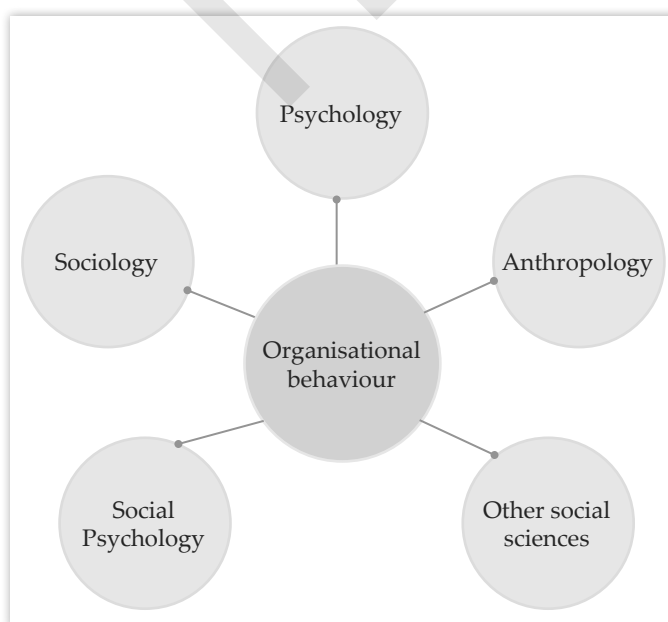 Psychology
Sociology
Anthropology
Organisational
behaviour
Social
Psychology
Other social
sciences